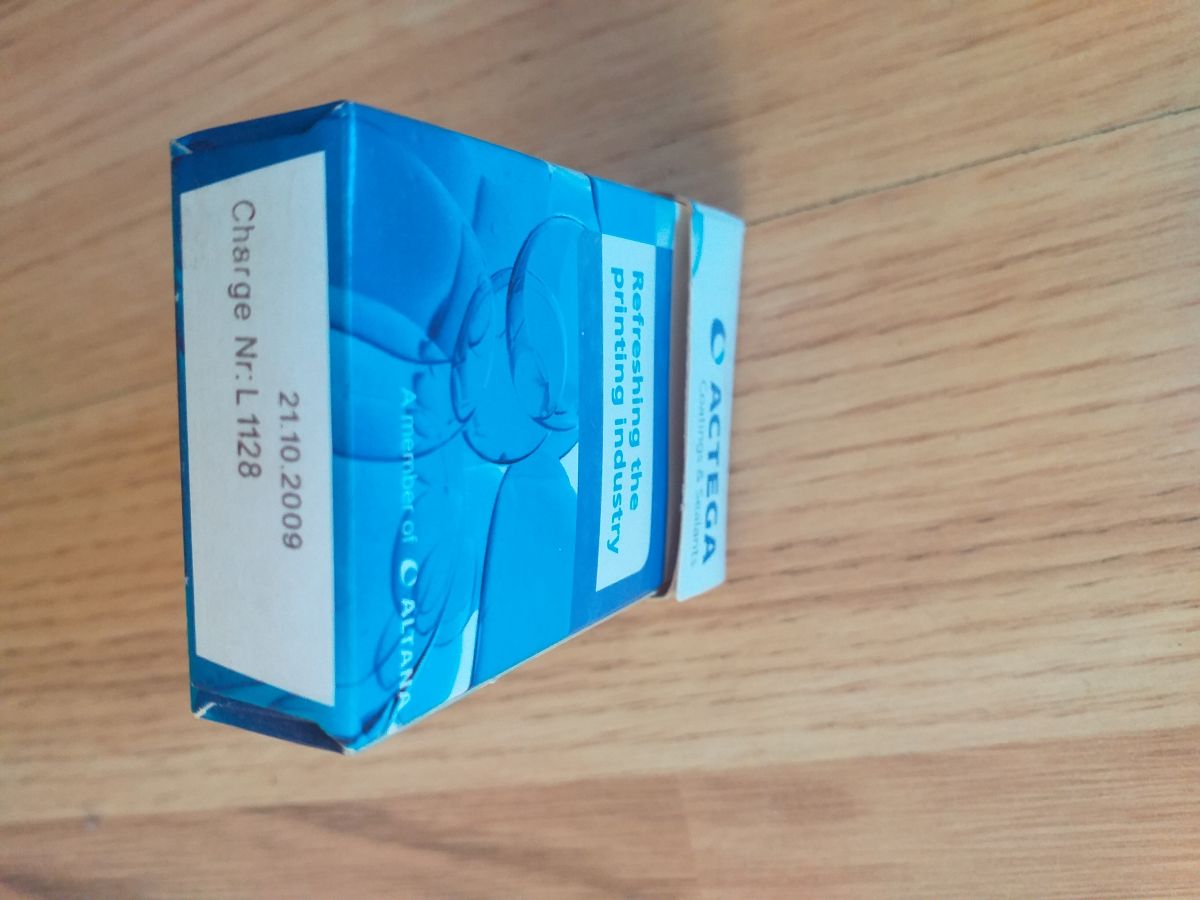 ACTEGA
Coatings & Sealants
Refreshing the
printing industry
A member of ALTANA
21.10.2009
Charge Nr.: L 1128